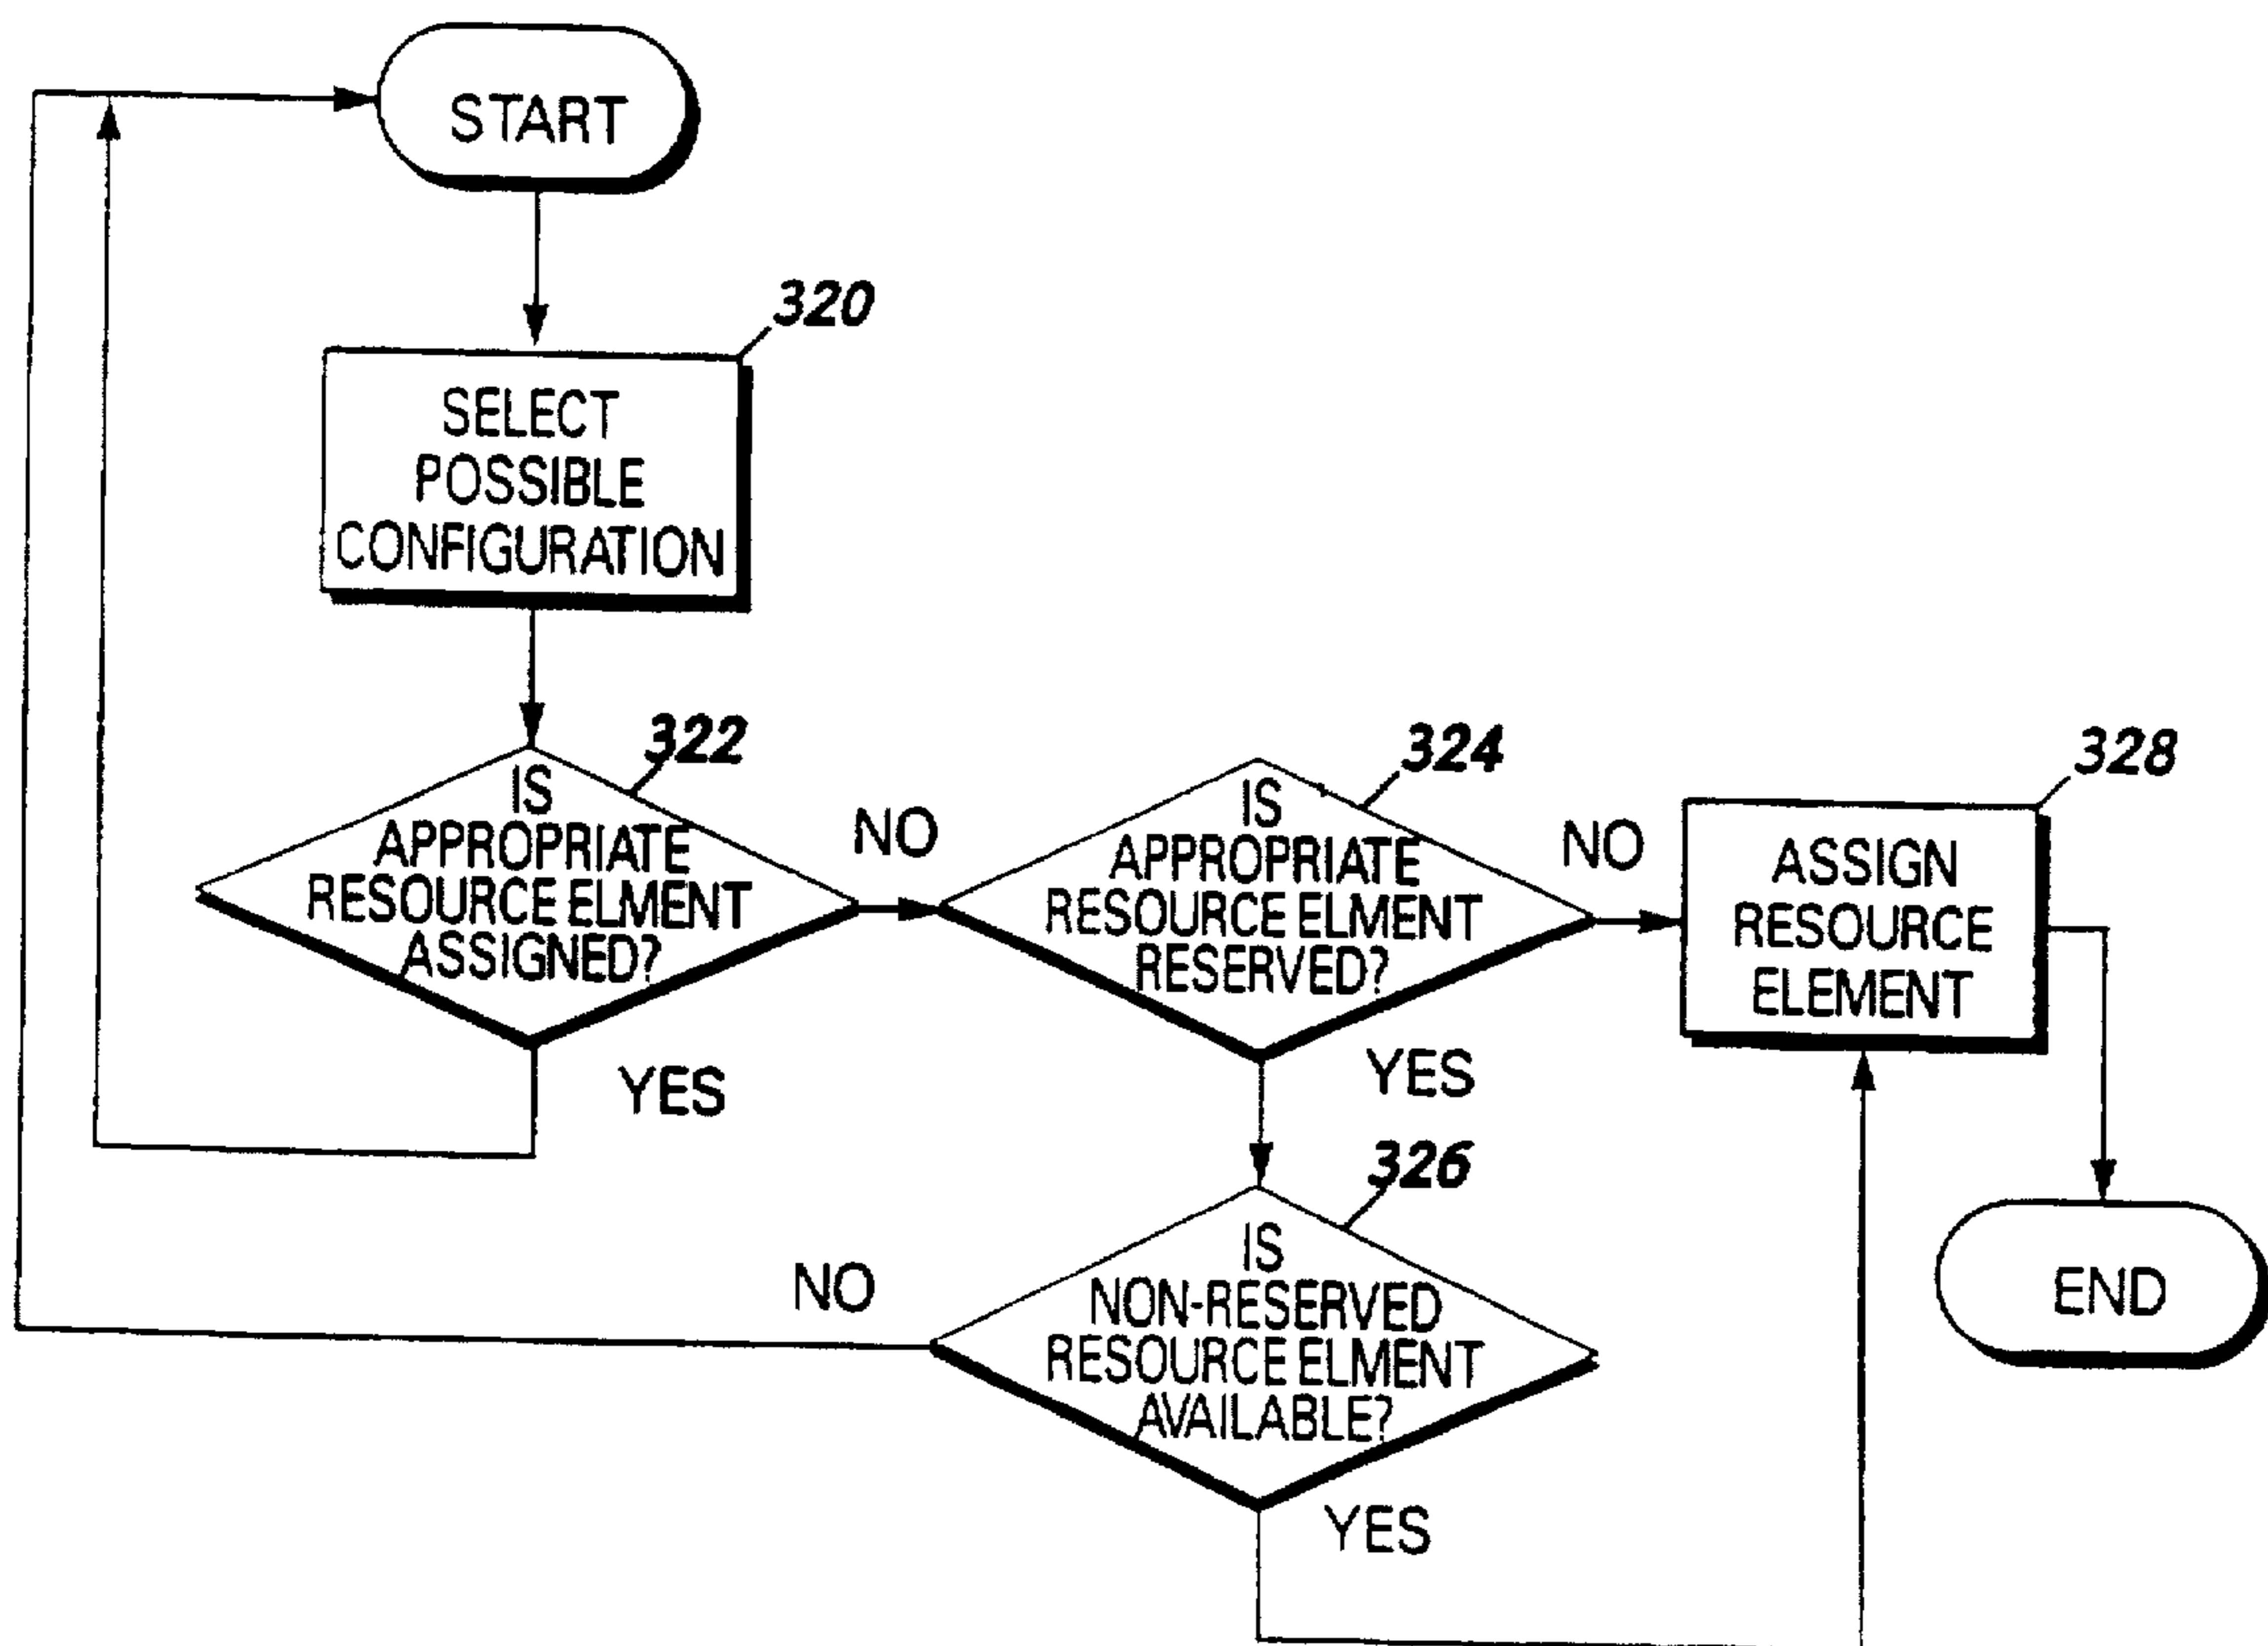 START
320
SELECT
POSSIBLE
CONFIGURATION
322
IS
APPROPRIATE
RESOURCE ELMENT
ASSIGNED?
NO
YES
324
IS
APPROPRIATE
RESOURCE ELMENT
RESERVED?
NO
YES
328
ASSIGN
RESOURCE
ELEMENT
326
IS
NON-RESERVED
RESOURCE ELMENT
AVAILABLE?
NO
YES
END